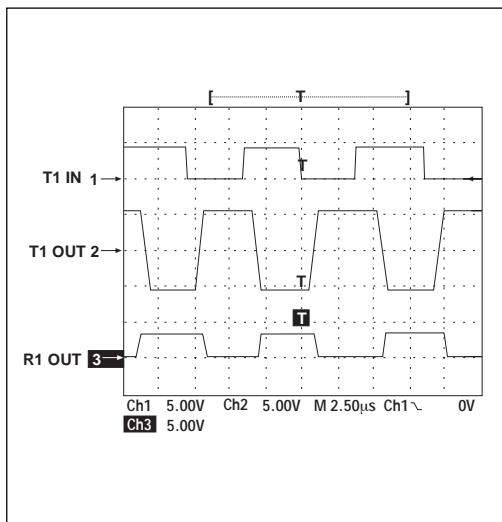 [ T ]
T
T1 IN 1
T1 OUT 2
T
T
R1 OUT 3
Ch1 5.00V Ch2 5.00V M 2.50µs Ch1 0V
Ch3 5.00V